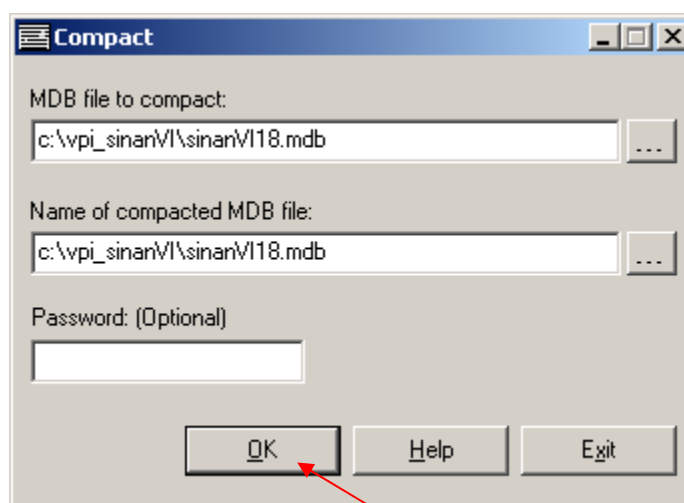 Compact
MDB file to compact:
c:\vpi_sinanVI\sinanVI18.mdb
...
Name of compacted MDB file:
c:\vpi_sinanVI\sinanVI18.mdb
...
Password: (Optional)
OK Help Exit